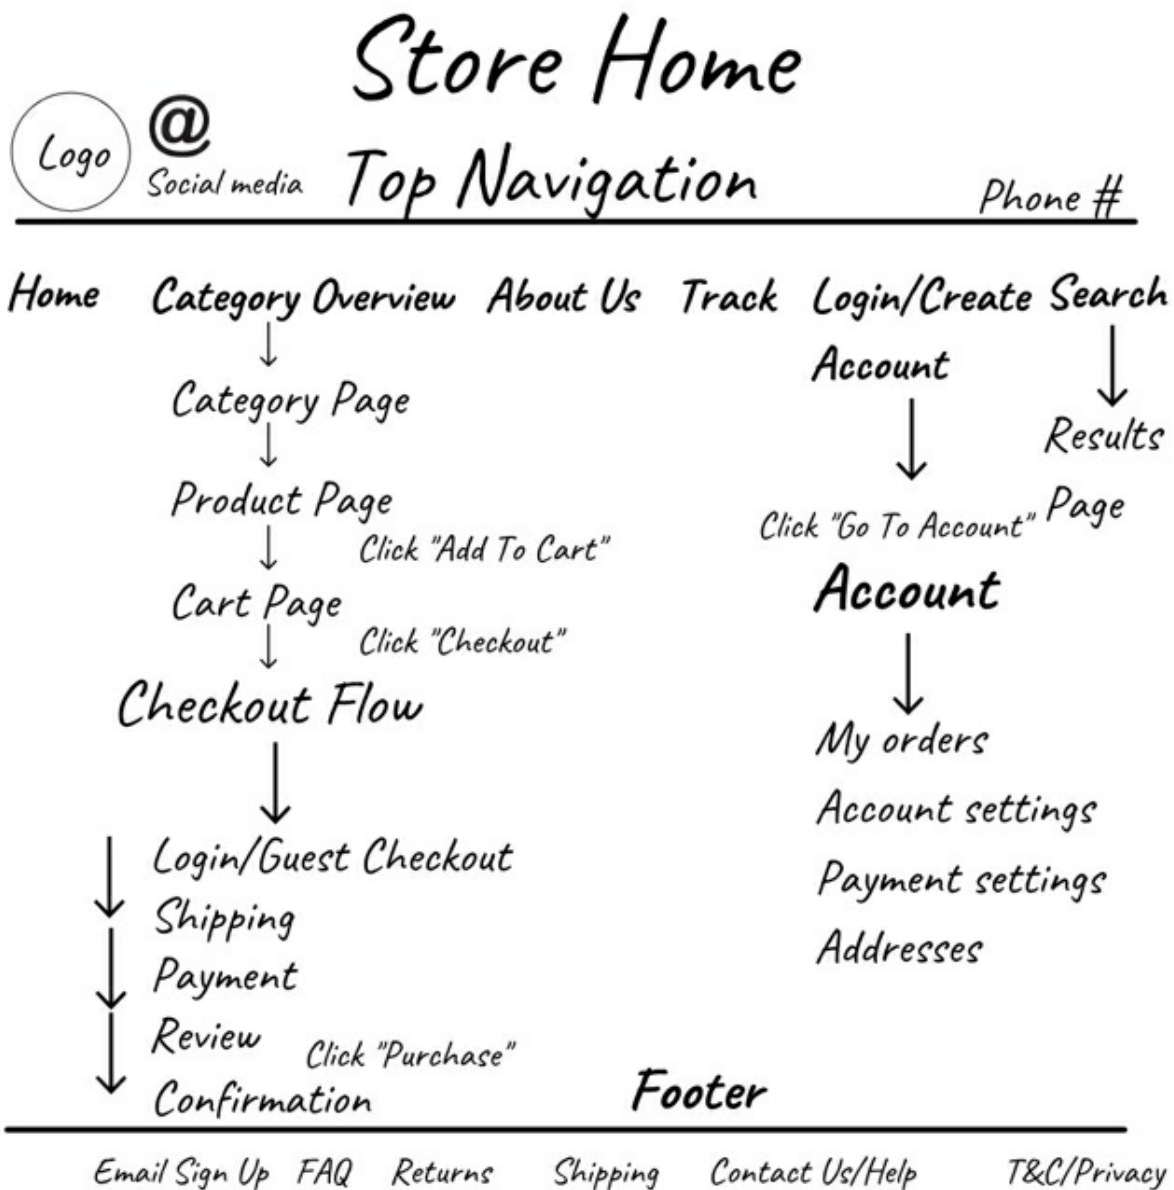 Store Home
Logo
@
Social media
Top Navigation
Phone #
Home
Category Overview
About Us
Track
Login/Create
Account
Search
Category Page
Product Page
Click "Add To Cart"
Cart Page
Click "Checkout"
Checkout Flow
Login/Guest Checkout
Shipping
Payment
Review
Click "Purchase"
Confirmation
Click "Go To Account"
Account
My orders
Account settings
Payment settings
Addresses
Results
Page
Footer
Email Sign Up
FAQ
Returns
Shipping
Contact Us/Help
T&C/Privacy